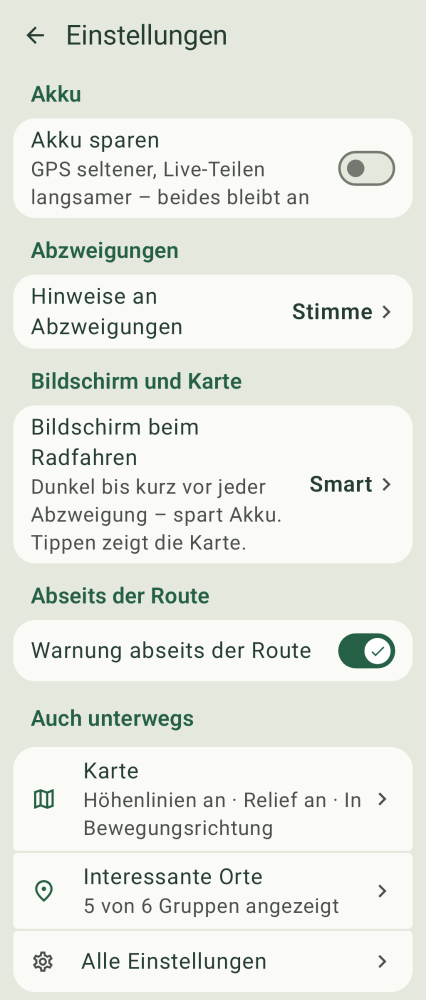 Einstellungen
Akku
Akku sparen
GPS seltener, Live-Teilen
langsamer – beides bleibt an
Abzweigungen
Hinweise an
Abzweigungen
Stimme
Bildschirm und Karte
Bildschirm beim
Radfahren
Dunkel bis kurz vor jeder
Abzweigung – spart Akku.
Tippen zeigt die Karte.
Smart
Abseits der Route
Warnung abseits der Route
Auch unterwegs
Karte
Höhenlinien an · Relief an · In
Bewegungsrichtung
Interessante Orte
5 von 6 Gruppen angezeigt
Alle Einstellungen